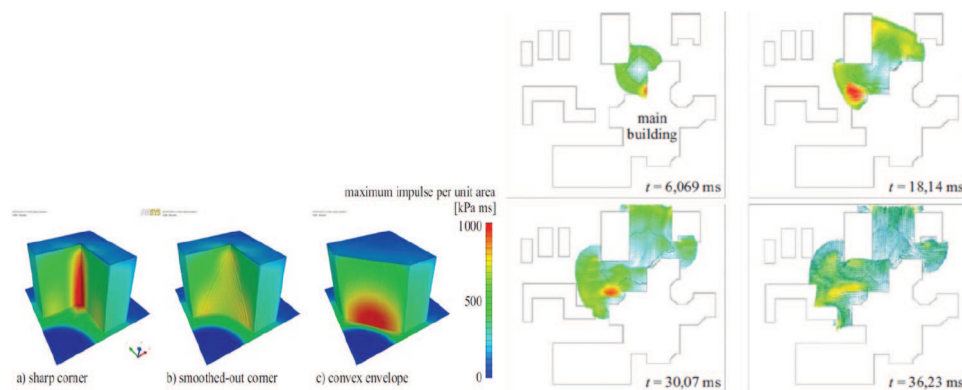 main
building
t = 6,069 ms
t = 18,14 ms
maximum impulse per unit area
[kPa ms]
1000
500
0
a) sharp corner
b) smoothed-out corner
c) convex envelope
t = 30,07 ms
t = 36,23 ms